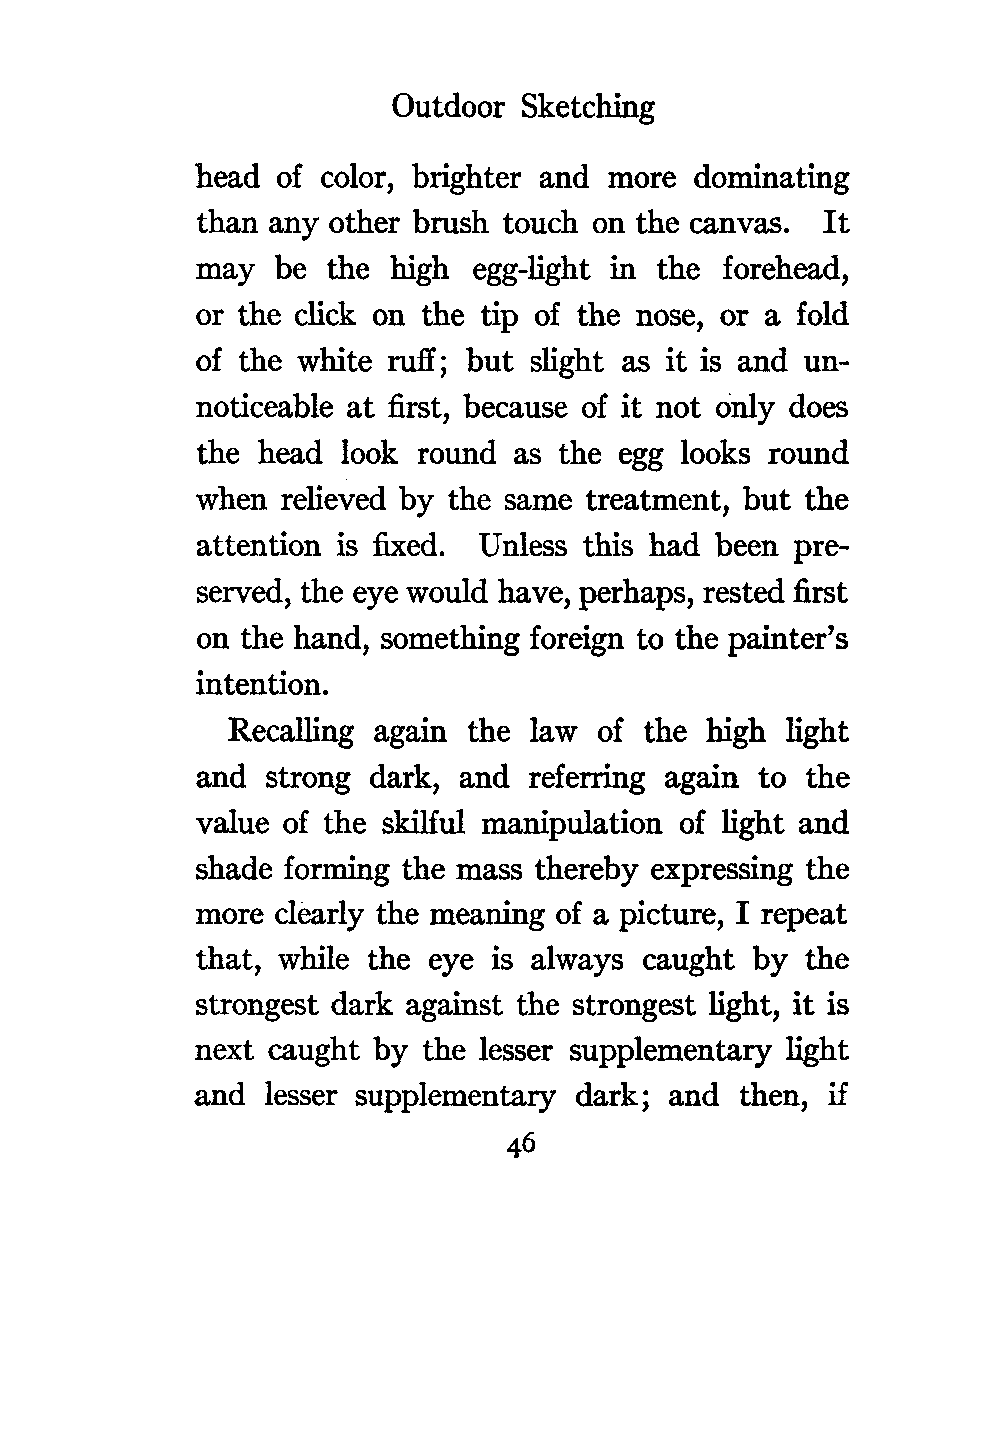 Outdoor Sketching
head of color, brighter and more dominating
than any other brush touch on the canvas. It
may be the high egg-light in the forehead,
or the click on the tip of the nose, or a fold
of the white ruff; but slight as it is and un-
noticeable at first, because of it not only does
the head look round as the egg looks round
when relieved by the same treatment, but the
attention is fixed. Unless this had been pre-
served, the eye would have, perhaps, rested first
on the hand, something foreign to the painter's
intention.
Recalling again the law of the high light
and strong dark, and referring again to the
value of the skilful manipulation of light and
shade forming the mass thereby expressing the
more clearly the meaning of a picture, I repeat
that, while the eye is always caught by the
strongest dark against the strongest light, it is
next caught by the lesser supplementary light
and lesser supplementary dark; and then, if
46